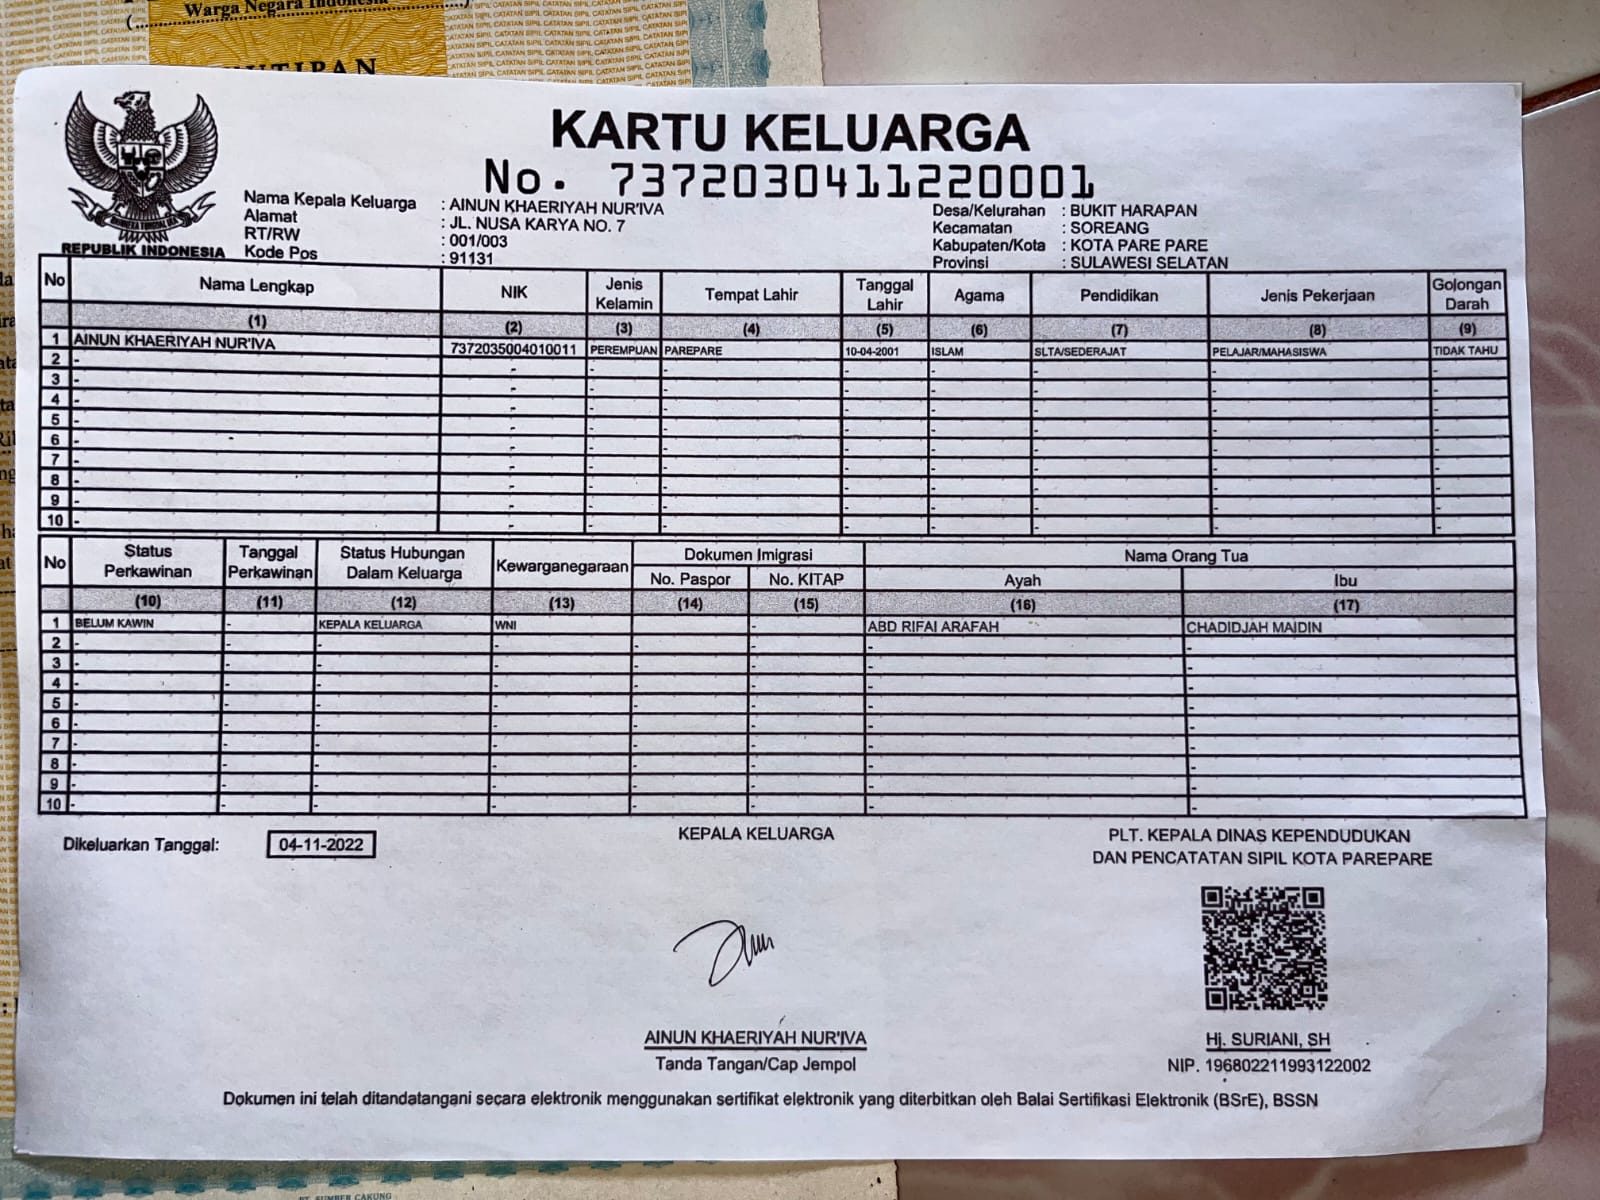 Warga Negara Indonesia
KUTIPAN
KARTU KELUARGA
No. 7372030411220001
REPUBLIK INDONESIA
Nama Kepala Keluarga : AINUN KHAERIYAH NUR'IVA
Alamat : JL. NUSA KARYA NO. 7
RT/RW : 001/003
Kode Pos : 91131
Desa/Kelurahan : BUKIT HARAPAN
Kecamatan : SOREANG
Kabupaten/Kota : KOTA PARE PARE
Provinsi : SULAWESI SELATAN
No Nama Lengkap NIK Jenis Kelamin Tempat Lahir Tanggal Lahir Agama Pendidikan Jenis Pekerjaan Golongan Darah
(1) (2) (3) (4) (5) (6) (7) (8) (9)
1 AINUN KHAERIYAH NUR'IVA 7372035004010011 PEREMPUAN PAREPARE 10-04-2001 ISLAM SLTA/SEDERAJAT PELAJAR/MAHASISWA TIDAK TAHU
2 - - - - - - - - -
3 - - - - - - - - -
4 - - - - - - - - -
5 - - - - - - - - -
6 - - - - - - - - -
7 - - - - - - - - -
8 - - - - - - - - -
9 - - - - - - - - -
10 - - - - - - - - -
No Status Perkawinan Tanggal Perkawinan Status Hubungan Dalam Keluarga Kewarganegaraan Dokumen Imigrasi Nama Orang Tua
No. Paspor No. KITAP Ayah Ibu
(10) (11) (12) (13) (14) (15) (16) (17)
1 BELUM KAWIN - KEPALA KELUARGA WNI - ABD RIFAI ARAFAH CHADIDJAH MAIDIN
2 - - - - - - - -
3 - - - - - - - -
4 - - - - - - - -
5 - - - - - - - -
6 - - - - - - - -
7 - - - - - - - -
8 - - - - - - - -
9 - - - - - - - -
10 - - - - - - - -
Dikeluarkan Tanggal: 04-11-2022
KEPALA KELUARGA
AINUN KHAERIYAH NUR'IVA
Tanda Tangan/Cap Jempol
PLT. KEPALA DINAS KEPENDUDUKAN
DAN PENCATATAN SIPIL KOTA PAREPARE
Hj. SURIANI, SH
NIP. 196802211993122002
Dokumen ini telah ditandatangani secara elektronik menggunakan sertifikat elektronik yang diterbitkan oleh Balai Sertifikasi Elektronik (BSrE), BSSN
PT. SUMBER CAKUNG